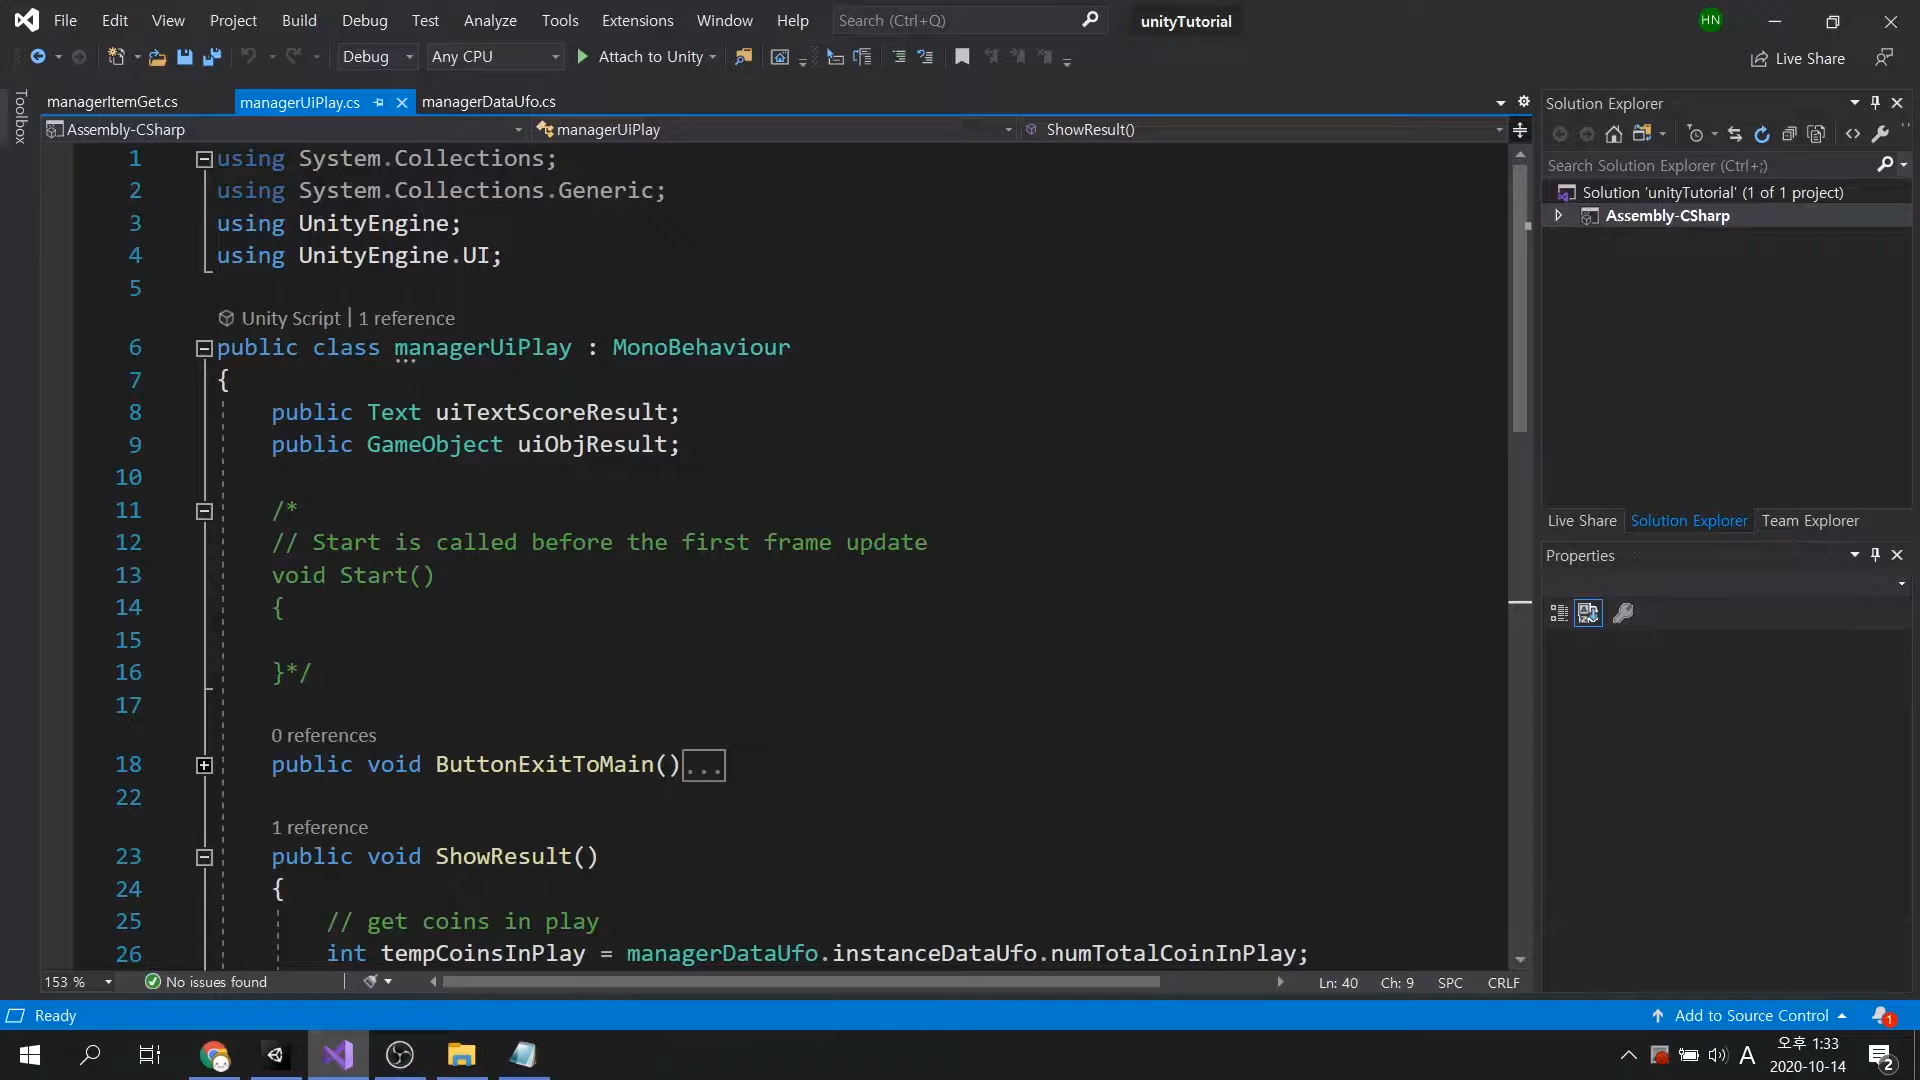 File Edit View Project Build Debug Test Analyze Tools Extensions Window Help Search (Ctrl+Q) unityTutorial HN
Debug Any CPU Attach to Unity Live Share
Toolbox
managerItemGet.cs managerUiPlay.cs managerDataUfo.cs
Assembly-CSharp managerUiPlay ShowResult()
1 using System.Collections;
2 using System.Collections.Generic;
3 using UnityEngine;
4 using UnityEngine.UI;
5
Unity Script | 1 reference
6 public class managerUiPlay : MonoBehaviour
7 {
8 public Text uiTextScoreResult;
9 public GameObject uiObjResult;
10
11 /*
12 // Start is called before the first frame update
13 void Start()
14 {
15
16 }*/
17
0 references
18 public void ButtonExitToMain()...
22
1 reference
23 public void ShowResult()
24 {
25 // get coins in play
26 int tempCoinsInPlay = managerDataUfo.instanceDataUfo.numTotalCoinInPlay;
153 % No issues found Ln: 40 Ch: 9 SPC CRLF
Solution Explorer
Search Solution Explorer (Ctrl+;)
Solution 'unityTutorial' (1 of 1 project)
Assembly-CSharp
Live Share Solution Explorer Team Explorer
Properties
Ready Add to Source Control 1
A 오후 1:33
2020-10-14
2